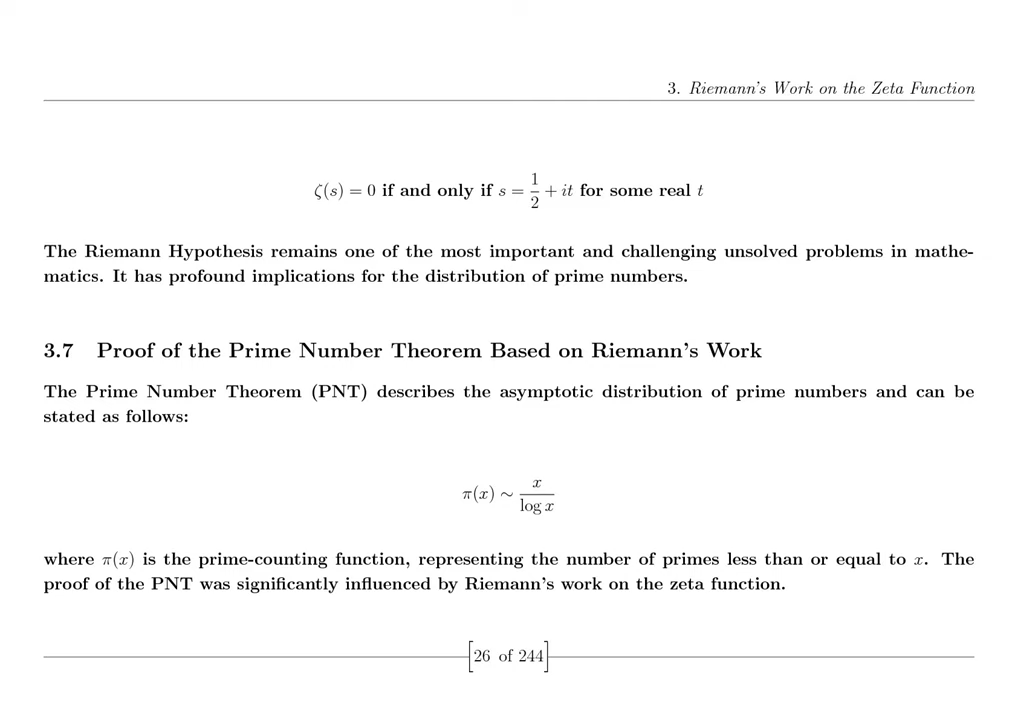 3. Riemann's Work on the Zeta Function
ζ(s) = 0 if and only if s = 1/2 + it for some real t
The Riemann Hypothesis remains one of the most important and challenging unsolved problems in mathe-
matics. It has profound implications for the distribution of prime numbers.
3.7 Proof of the Prime Number Theorem Based on Riemann's Work
The Prime Number Theorem (PNT) describes the asymptotic distribution of prime numbers and can be
stated as follows:
π(x) ∼ x/log x
where π(x) is the prime-counting function, representing the number of primes less than or equal to x. The
proof of the PNT was significantly influenced by Riemann's work on the zeta function.
[26 of 244]